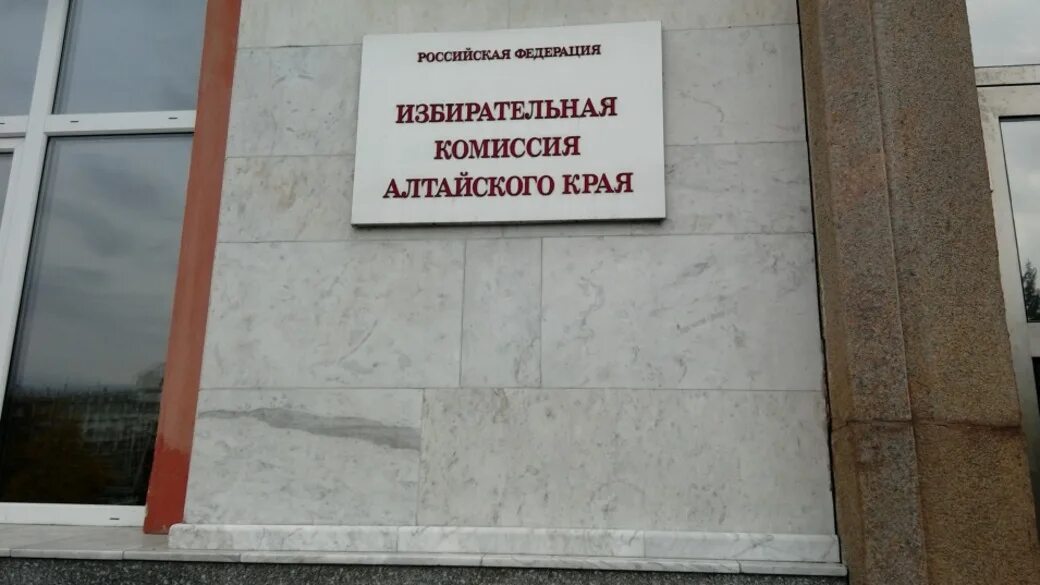 РОССИЙСКАЯ ФЕДЕРАЦИЯ
ИЗБИРАТЕЛЬНАЯ
КОМИССИЯ
АЛТАЙСКОГО КРАЯ